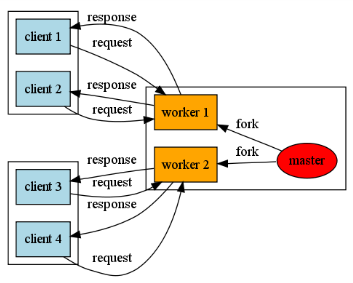 response
client 1
request
client 2
response
request
worker 1
fork
master
fork
worker 2
response
client 3
request
response
client 4
request